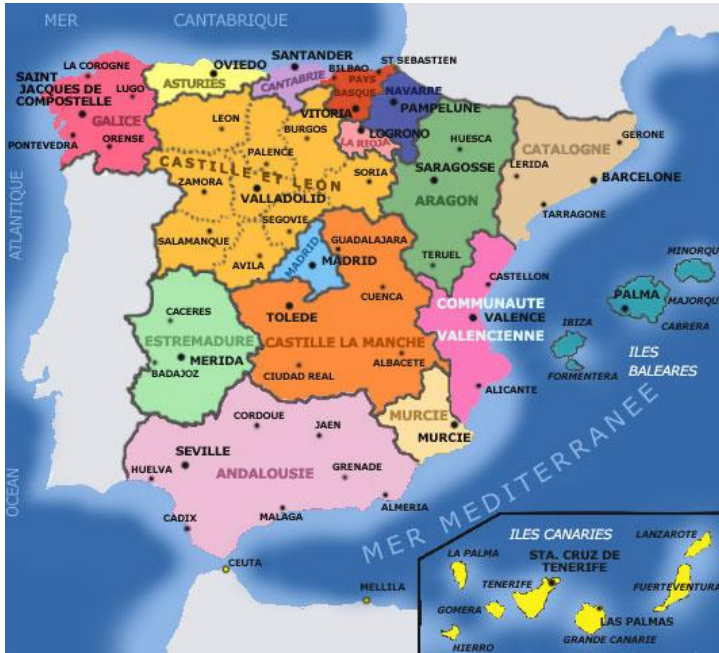 MER
CANTABRIQUE
LA COROGNE
SAINT
JACQUES DE
COMPOSTELLE
LUGO
GALICE
PONTEVEDRA
ORENSE
OVIEDO
ASTURIES
SANTANDER
CANTABRIE
BILBAO
ST SEBASTIEN
PAYS
BASQUE
VITORIA
NAVARRE
PAMPELUNE
LOGRONO
LA RIOJA
LEON
BURGOS
PALENCE
CASTILLE ET LEON
ZAMORA
VALLADOLID
SORIA
SEGOVIE
SALAMANQUE
AVILA
HUESCA
SARAGOSSE
ARAGON
TERUEL
CATALOGNE
GERONE
LERIDA
BARCELONE
TARRAGONE
ATLANTIQUE
OCEAN
MADRID
MADRID
GUADALAJARA
CUENCA
TOLEDE
CASTILLE LA MANCHE
ALBACETE
CIUDAD REAL
CACERES
ESTREMADURE
MERIDA
BADAJOZ
CASTELLON
COMMUNAUTE
VALENCE
VALENCIENNE
ALICANTE
MINORQU
PALMA
MAJORQU
CABRERA
IBIZA
FORMENTERA
ILES
BALEARES
MURCIE
MURCIE
CORDOUE
JAEN
SEVILLE
HUELVA
ANDALOUSIE
GRENADE
CADIX
MALAGA
ALMERIA
MER MEDITERRANEE
CEUTA
MELLILA
ILES CANARIES
LANZAROTE
LA PALMA
STA. CRUZ DE
TENERIFE
TENERIFE
FUERTEVENTURA
GOMERA
LAS PALMAS
HIERRO
GRANDE CANARIE